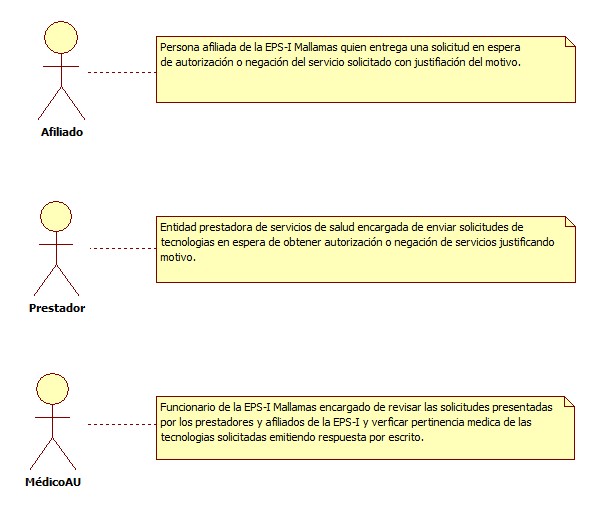 Persona afiliada de la EPS-I Mallamas quien entrega una solicitud en espera
de autorización o negación del servicio solicitado con justifiación del motivo.
Afiliado
Entidad prestadora de servicios de salud encargada de enviar solicitudes de
tecnologias en espera de obtener autorización o negación de servicios justificando
motivo.
Prestador
Funcionario de la EPS-I Mallamas encargado de revisar las solicitudes presentadas
por los prestadores y afiliados de la EPS-I y verficar pertinencia medica de las
tecnologias solicitadas emitiendo respuesta por escrito.
MédicoAU